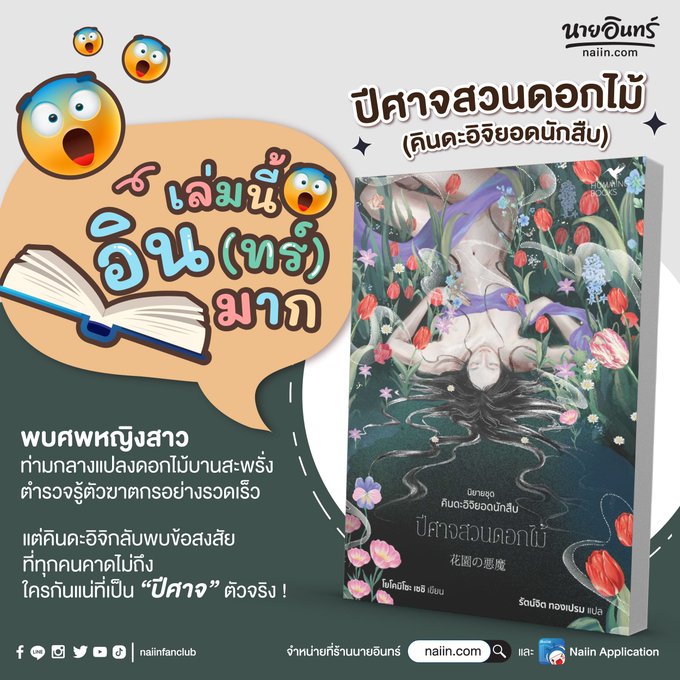 นายอินทร์
naiin.com
ปีศาจสวนดอกไม้
(คินดะอิจิยอดนักสืบ)
เล่มนี้
อิน(ทร์)
มาก
HUMMING
BOOKS
พบศพหญิงสาว
ท่ามกลางแปลงดอกไม้บานสะพรั่ง
ตำรวจรู้ตัวฆาตกรอย่างรวดเร็ว
แต่คินดะอิจิกลับพบข้อสงสัย
ที่ทุกคนคาดไม่ถึง
ใครกันแน่ที่เป็น “ปีศาจ” ตัวจริง !
นิยายชุด
คินดะอิจิยอดนักสืบ
ปีศาจสวนดอกไม้
花園の悪魔
โยโคมิโซะ เซชิ เขียน
รัตน์จิต ทองเปรม แปล
naiinfanclub
จำหน่ายที่ร้านนายอินทร์ naiin.com และ Naiin Application